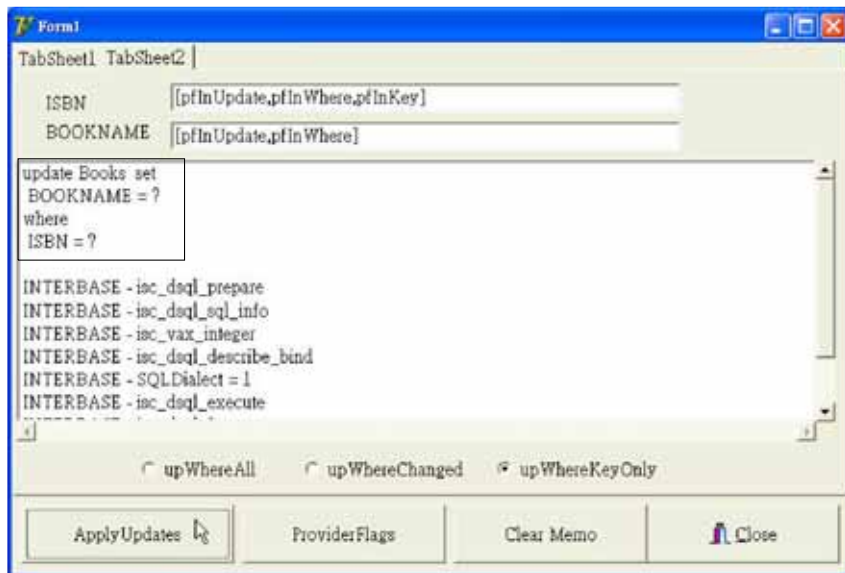 Form1
TabSheet1 TabSheet2
ISBN [pfInUpdate,pfInWhere,pfInKey]
BOOKNAME [pfInUpdate,pfInWhere]
update Books set
BOOKNAME = ?
where
ISBN = ?
INTERBASE - isc_dsql_prepare
INTERBASE - isc_dsql_sql_info
INTERBASE - isc_vax_integer
INTERBASE - isc_dsql_describe_bind
INTERBASE - SQLDialect = 1
INTERBASE - isc_dsql_execute
upWhereAll upWhereChanged upWhereKeyOnly
ApplyUpdates ProviderFlags Clear Memo Close